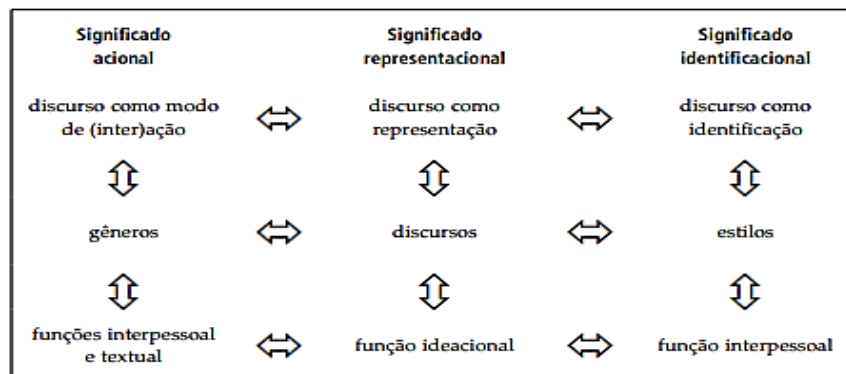 Significado
acional
Significado
representacional
Significado
identificacional
discurso como modo
de (inter)ação
discurso como
representação
discurso como
identificação
gêneros
discursos
estilos
funções interpessoal
e textual
função ideacional
função interpessoal